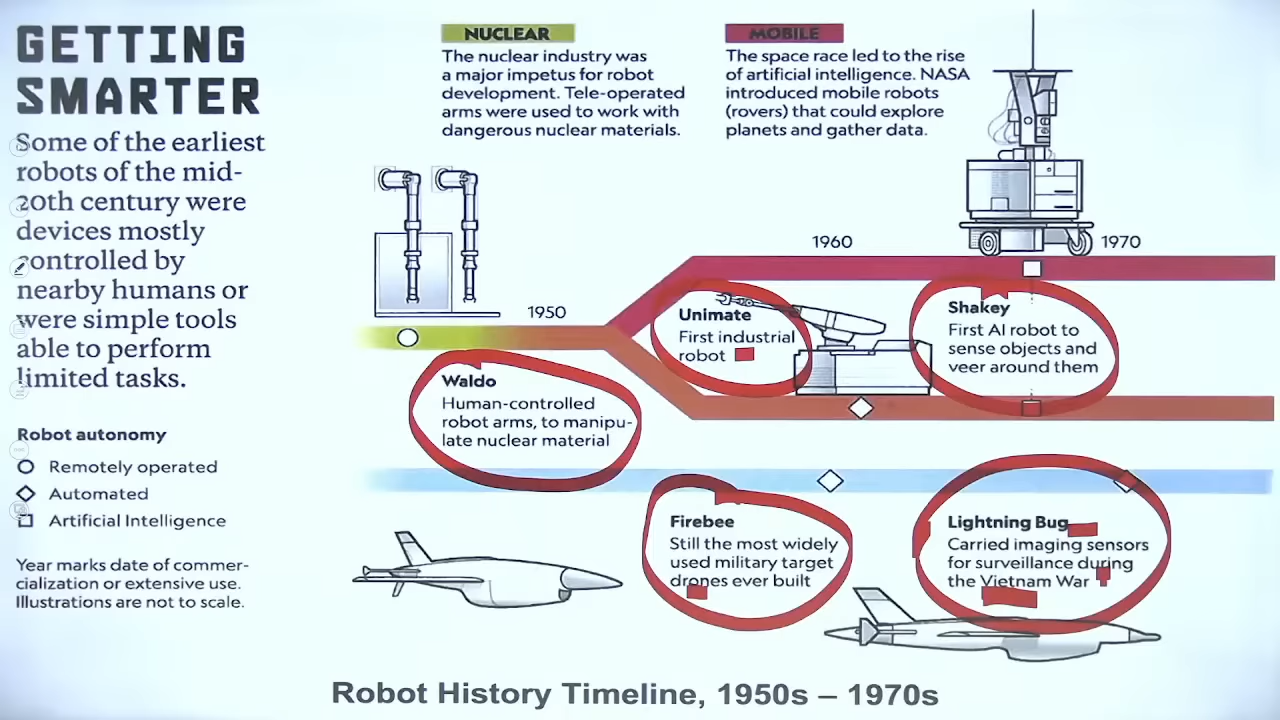 GETTING
SMARTER
Some of the earliest
robots of the mid-
20th century were
devices mostly
controlled by
nearby humans or
were simple tools
able to perform
limited tasks.
Robot autonomy
Remotely operated
Automated
Artificial Intelligence
Year marks date of commer-
cialization or extensive use.
Illustrations are not to scale.
NUCLEAR
The nuclear industry was
a major impetus for robot
development. Tele-operated
arms were used to work with
dangerous nuclear materials.
MOBILE
The space race led to the rise
of artificial intelligence. NASA
introduced mobile robots
(rovers) that could explore
planets and gather data.
1950
1960
1970
Waldo
Human-controlled
robot arms, to manipu-
late nuclear material
Unimate
First industrial
robot
Shakey
First AI robot to
sense objects and
veer around them
Firebee
Still the most widely
used military target
drones ever built
Lightning Bug
Carried imaging sensors
for surveillance during
the Vietnam War
Robot History Timeline, 1950s – 1970s